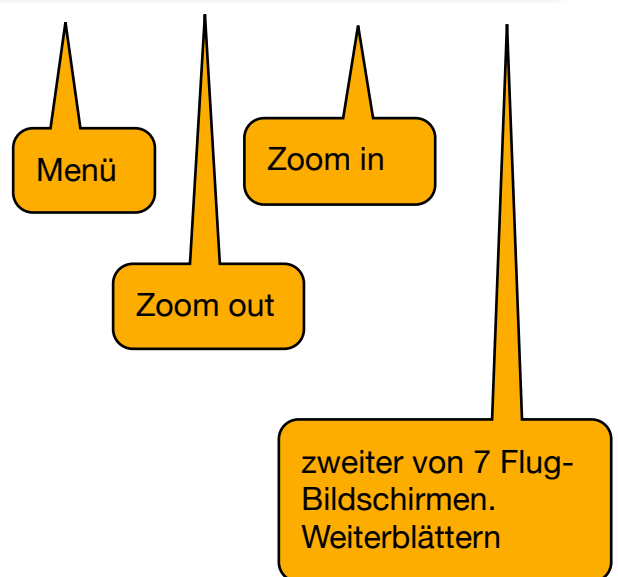 Menü
Zoom in
Zoom out
zweiter von 7 Flug-
Bildschirmen.
Weiterblättern